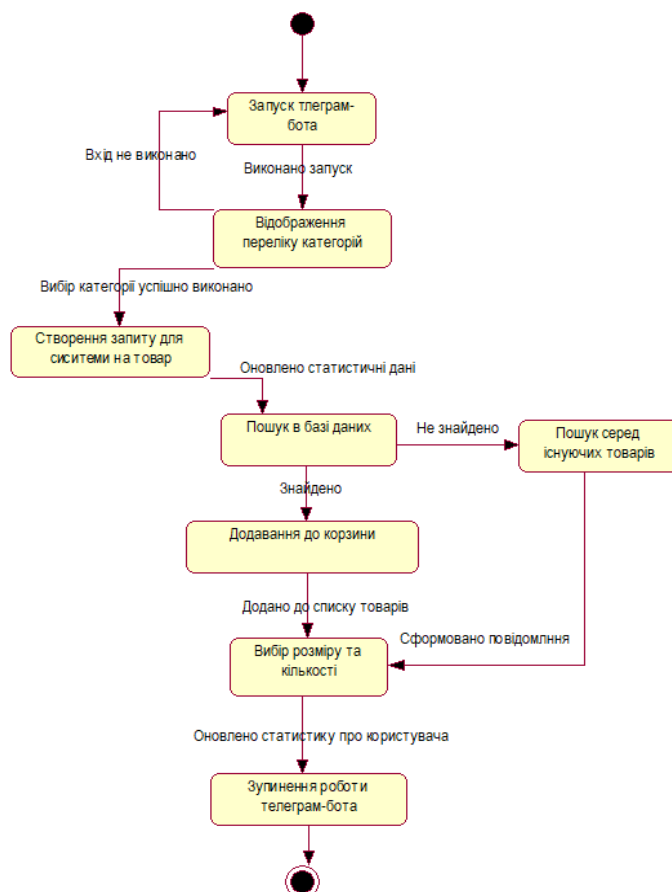 Запуск тлеграм-
бота
Вхід не виконано
Виконано запуск
Відображення
переліку категорій
Вибір категорії успішно виконано
Створення запиту для
сиситеми на товар
Оновлено статистичні дані
Пошук в базі даних
Не знайдено
Пошук серед
існуючих товарів
Знайдено
Додавання до корзини
Додано до списку товарів
Вибір розміру та
кількості
Сформовано повідомлння
Оновлено статистику про користувача
Зупинення роботи
телеграм-бота